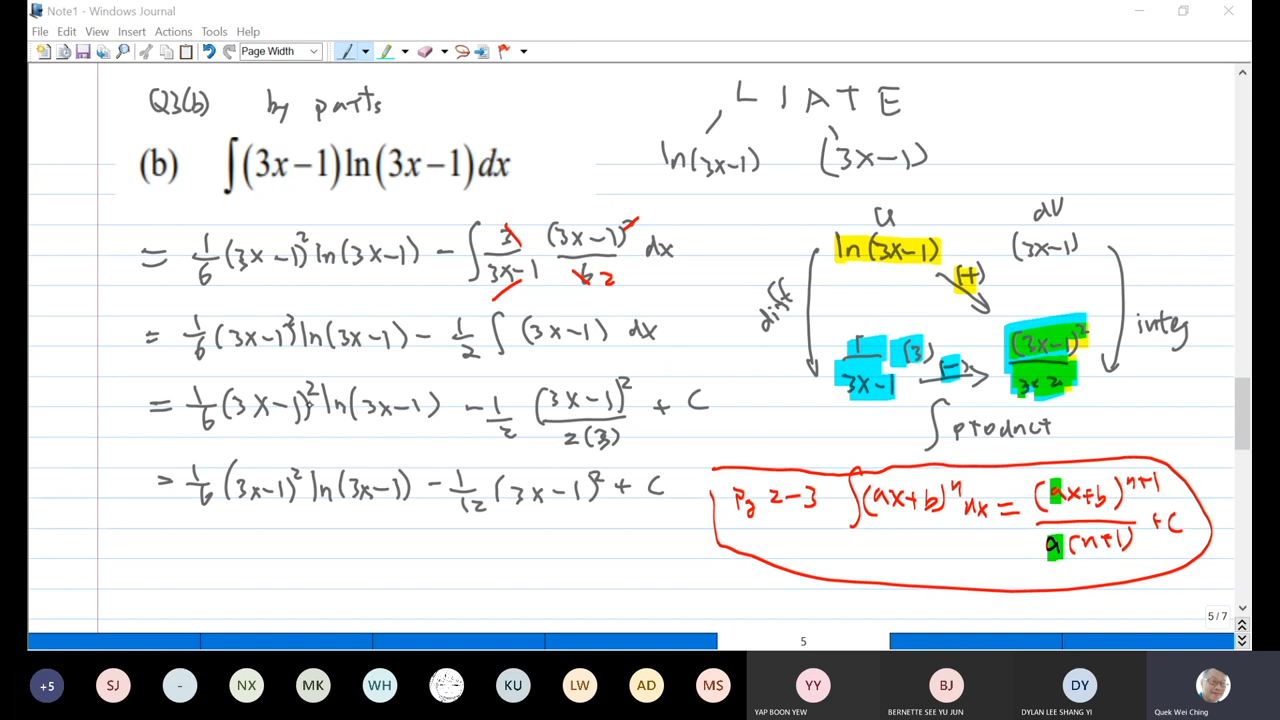 Note1 - Windows Journal
File Edit View Insert Actions Tools Help
Page Width
Q3(b) by parts
L I A T E
ln(3x-1) (3x-1)
(b) ∫(3x−1)ln(3x−1)dx
u dv
ln(3x-1) (3x-1)
(+)
diff
integ
1/(3x-1) (3) (-) (3x-1)²/(3×2)
∫ product
= 1/6 (3x-1)² ln(3x-1) - ∫ 3/(3x-1) (3x-1)²/6 2 dx
= 1/6 (3x-1)² ln(3x-1) - 1/2 ∫ (3x-1) dx
= 1/6 (3x-1)² ln(3x-1) - 1/2 (3x-1)²/2(3) + C
= 1/6 (3x-1)² ln(3x-1) - 1/12 (3x-1)² + C
Pg 2-3 ∫(ax+b)ⁿ dx = (ax+b)ⁿ⁺¹/a(n+1) + C
5/7
5
+5 SJ - NX MK WH KU LW AD MS YY BJ DY
YAP BOON YEW BERNETTE SEE YU JUN DYLAN LEE SHANG YI Quek Wei Ching